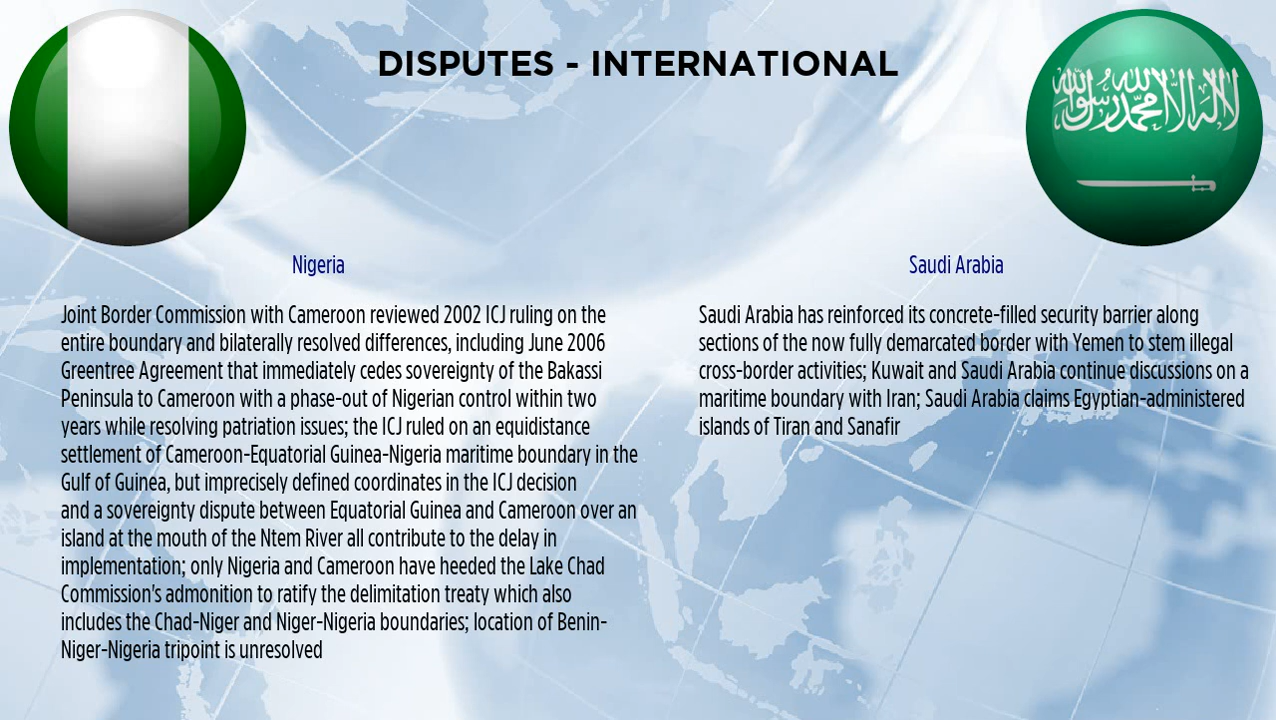 DISPUTES - INTERNATIONAL
لا إله إلا الله محمد رسول الله
Nigeria
Joint Border Commission with Cameroon reviewed 2002 ICJ ruling on the
entire boundary and bilaterally resolved differences, including June 2006
Greentree Agreement that immediately cedes sovereignty of the Bakassi
Peninsula to Cameroon with a phase-out of Nigerian control within two
years while resolving patriation issues; the ICJ ruled on an equidistance
settlement of Cameroon-Equatorial Guinea-Nigeria maritime boundary in the
Gulf of Guinea, but imprecisely defined coordinates in the ICJ decision
and a sovereignty dispute between Equatorial Guinea and Cameroon over an
island at the mouth of the Ntem River all contribute to the delay in
implementation; only Nigeria and Cameroon have heeded the Lake Chad
Commission's admonition to ratify the delimitation treaty which also
includes the Chad-Niger and Niger-Nigeria boundaries; location of Benin-
Niger-Nigeria tripoint is unresolved
Saudi Arabia
Saudi Arabia has reinforced its concrete-filled security barrier along
sections of the now fully demarcated border with Yemen to stem illegal
cross-border activities; Kuwait and Saudi Arabia continue discussions on a
maritime boundary with Iran; Saudi Arabia claims Egyptian-administered
islands of Tiran and Sanafir